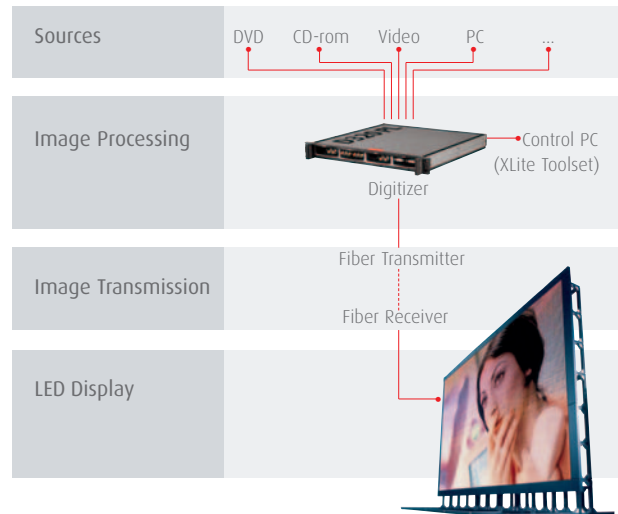 Sources
DVD CD-rom Video PC ...
Image Processing
Control PC
(XLite Toolset)
Digitizer
Image Transmission
Fiber Transmitter
Fiber Receiver
LED Display